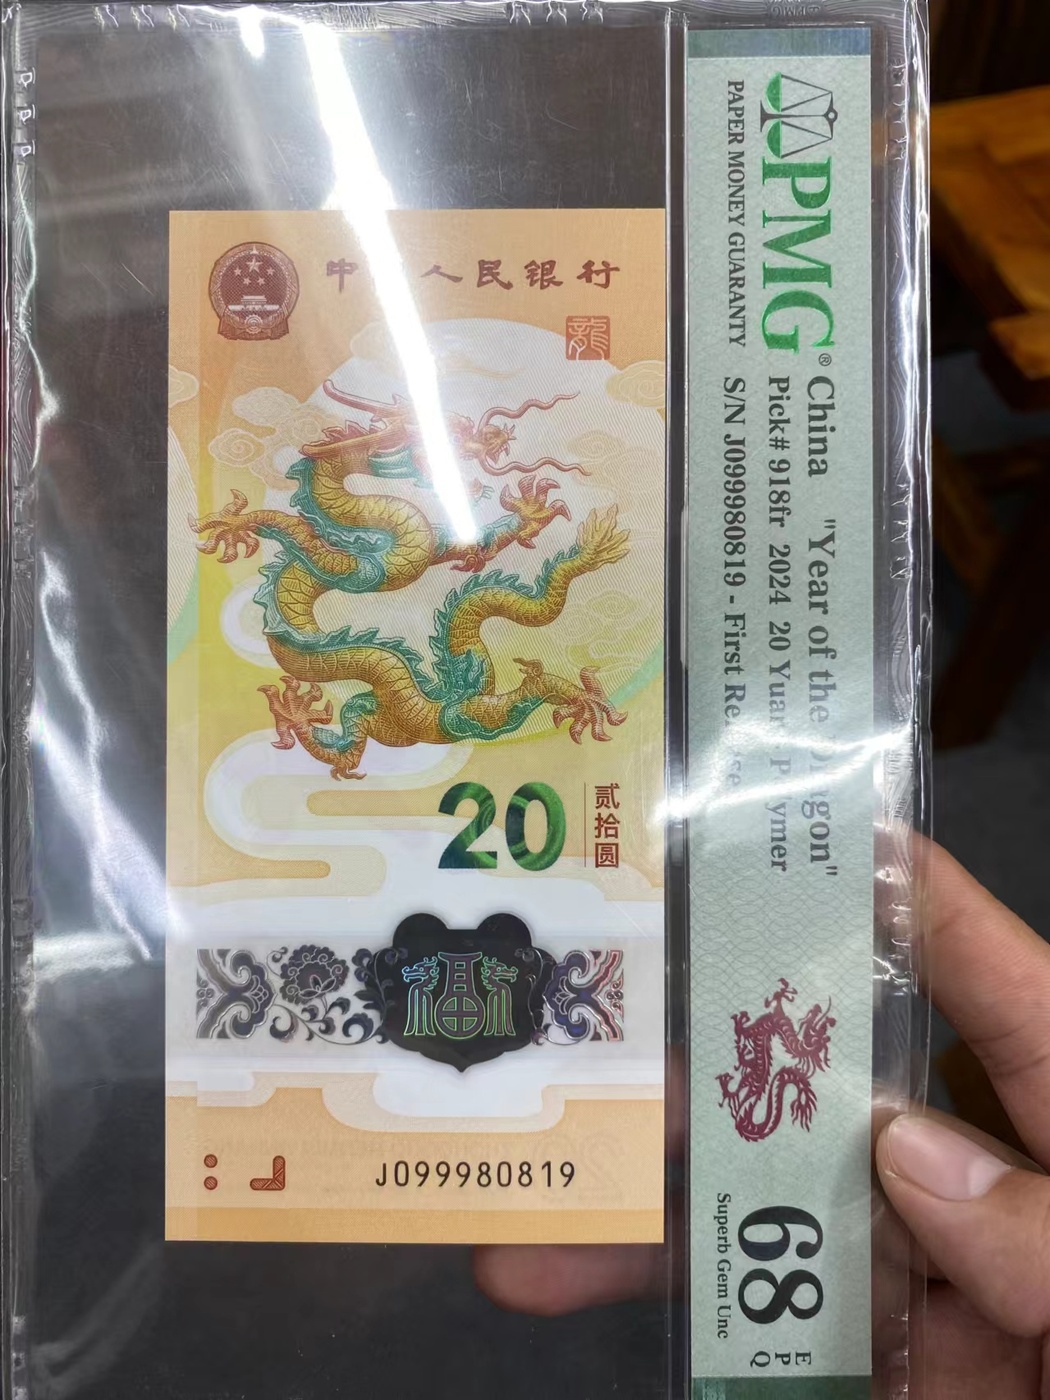 中 人民银行
龍
20
贰拾圆
J099980819
PMG®
PAPER MONEY GUARANTY
China "Year of the
Pick# 918fr 2024 20 Yuan
S/N J099980819 - First
68
EPQ
Superb Gem Unc